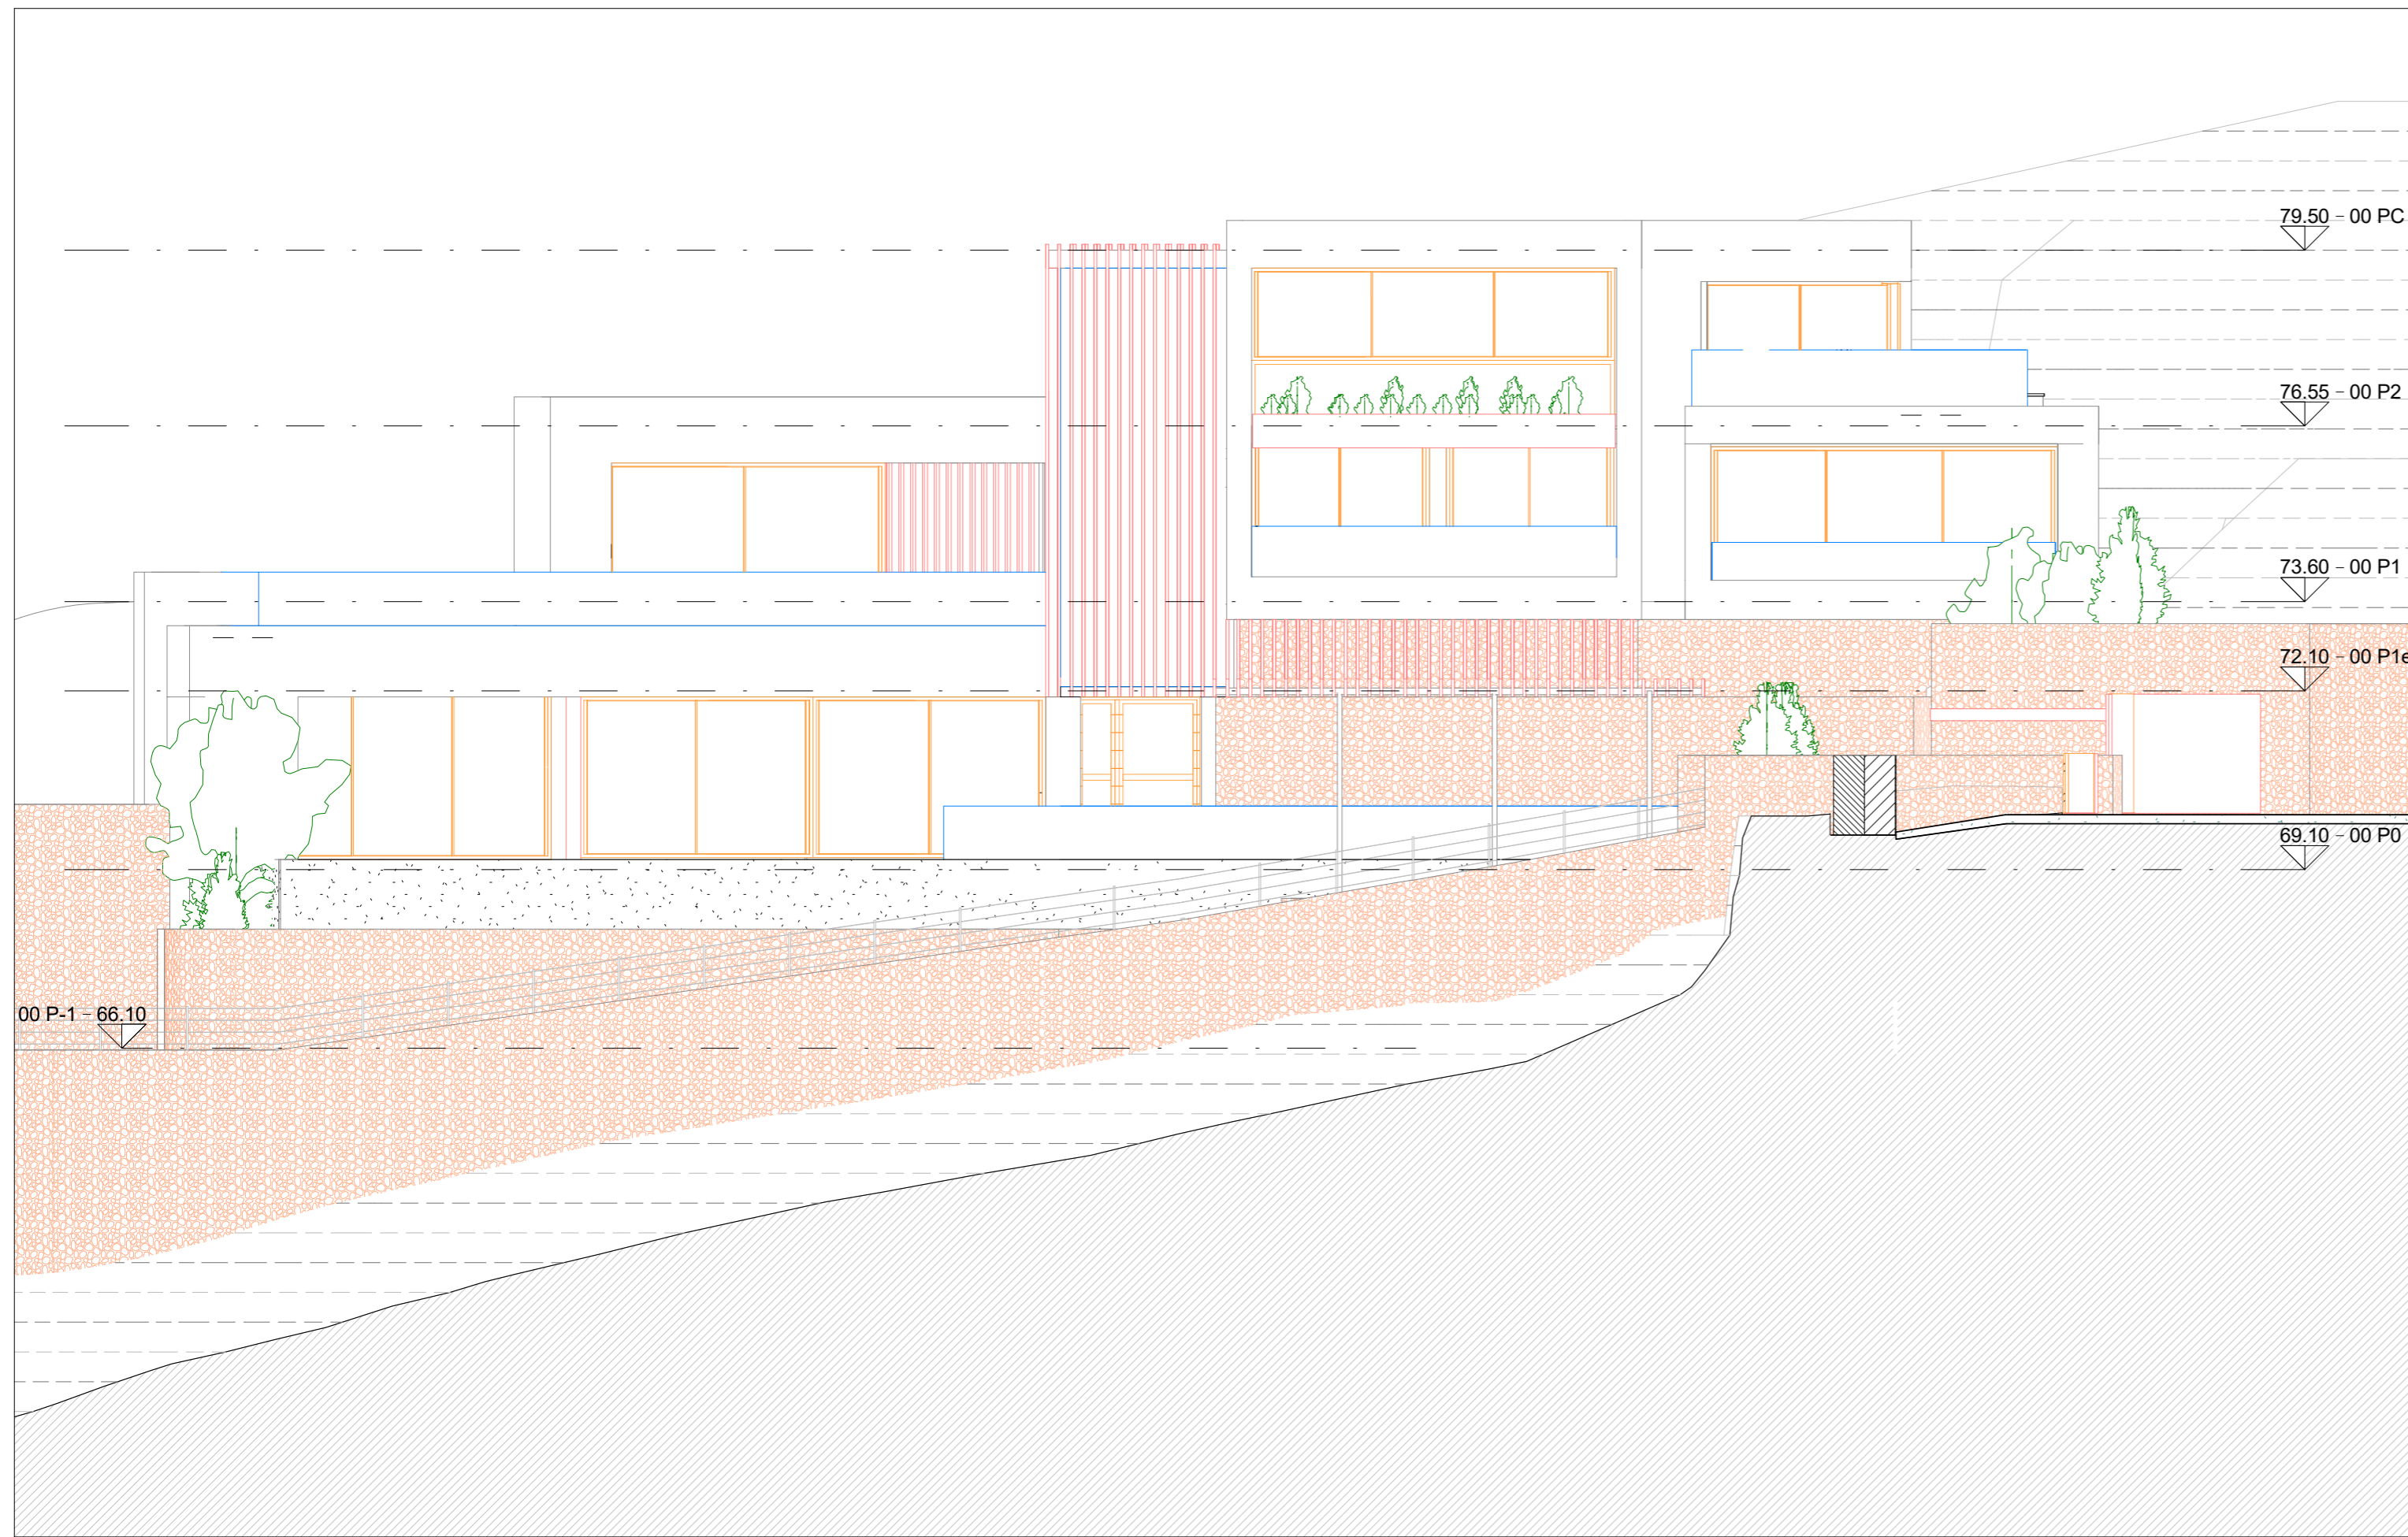 79.50 – 00 PC
76.55 – 00 P2
73.60 – 00 P1
72.10 – 00 P1e
69.10 – 00 P0
00 P-1 – 66.10